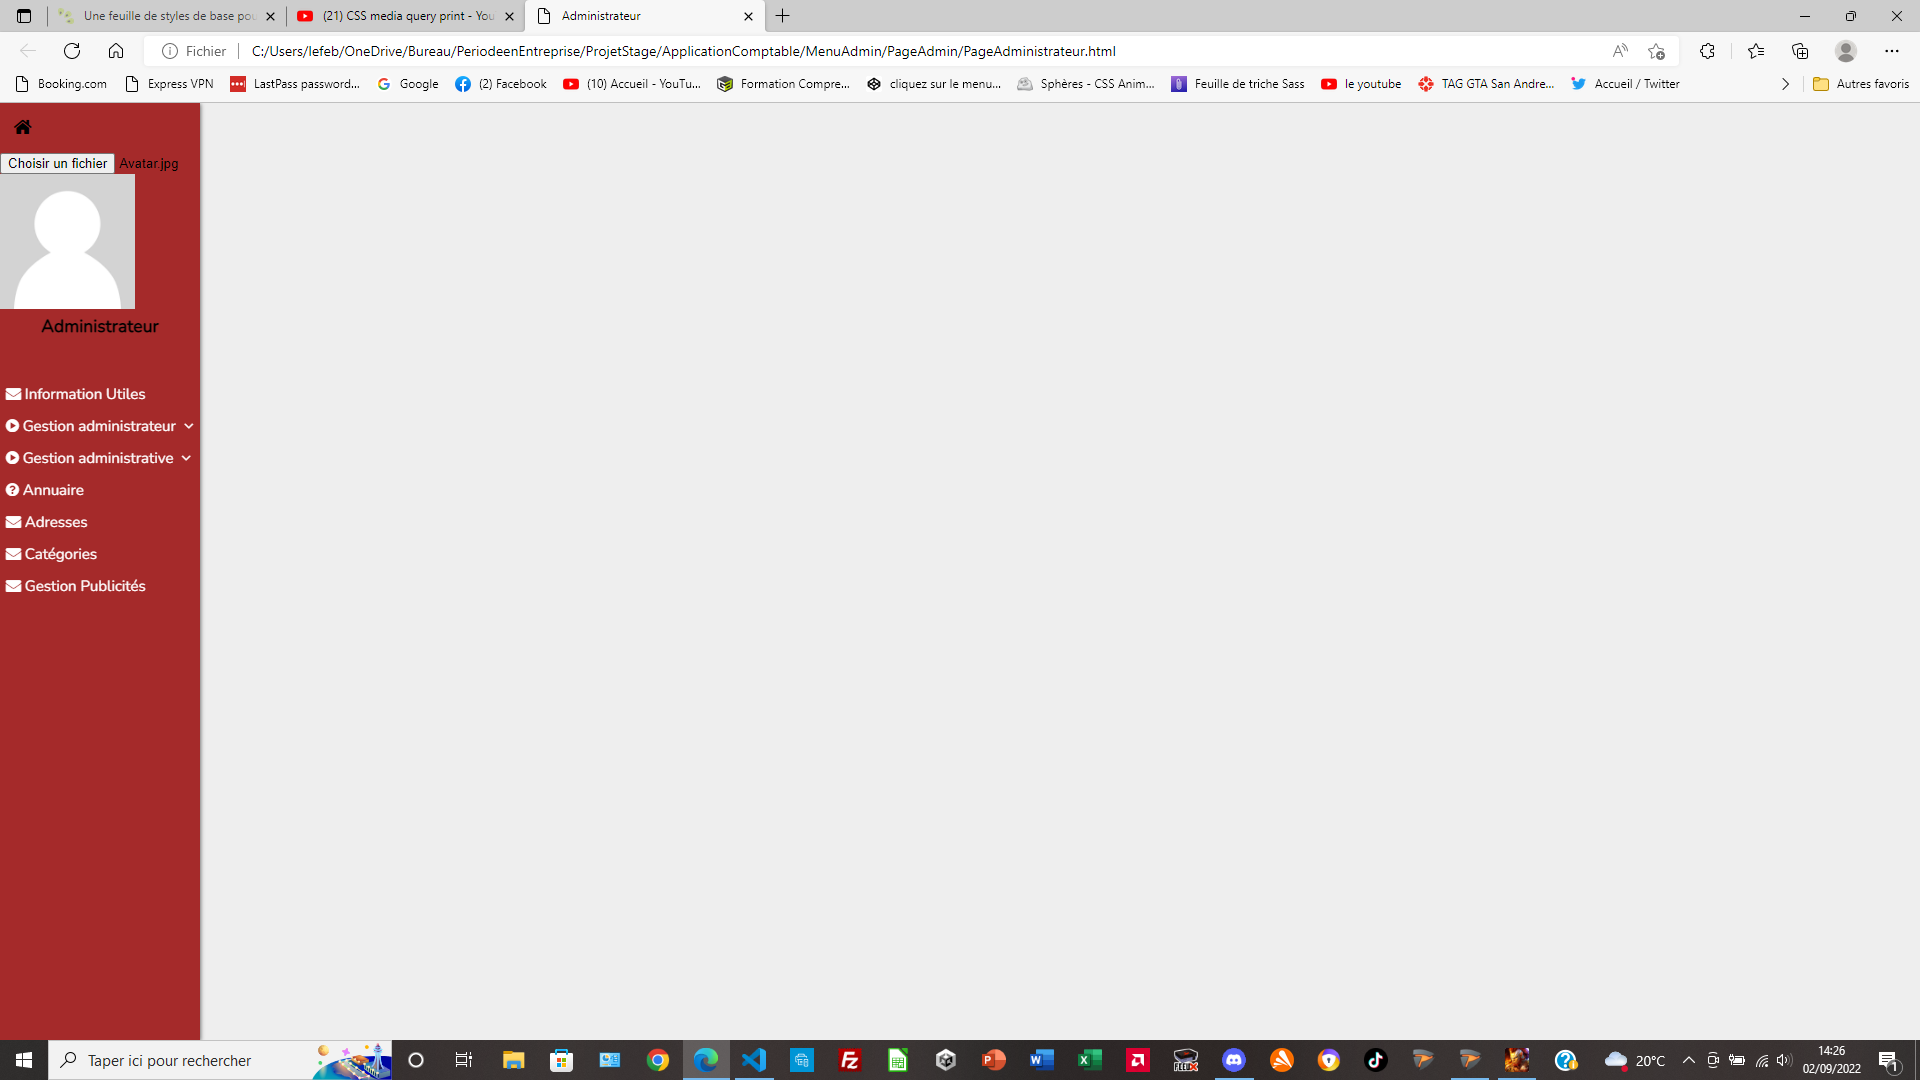 Une feuille de styles de base pou
(21) CSS media query print - You
Administrateur
Fichier
C:/Users/lefeb/OneDrive/Bureau/PeriodeenEntreprise/ProjetStage/ApplicationComptable/MenuAdmin/PageAdmin/PageAdministrateur.html
Booking.com
Express VPN
LastPass password...
Google
(2) Facebook
(10) Accueil - YouTu...
Formation Compre...
cliquez sur le menu...
Sphères - CSS Anim...
Feuille de triche Sass
le youtube
TAG GTA San Andre...
Accueil / Twitter
Autres favoris
Choisir un fichier Avatar.jpg
Administrateur
Information Utiles
Gestion administrateur
Gestion administrative
Annuaire
Adresses
Catégories
Gestion Publicités
Taper ici pour rechercher
20°C
14:26
02/09/2022
1